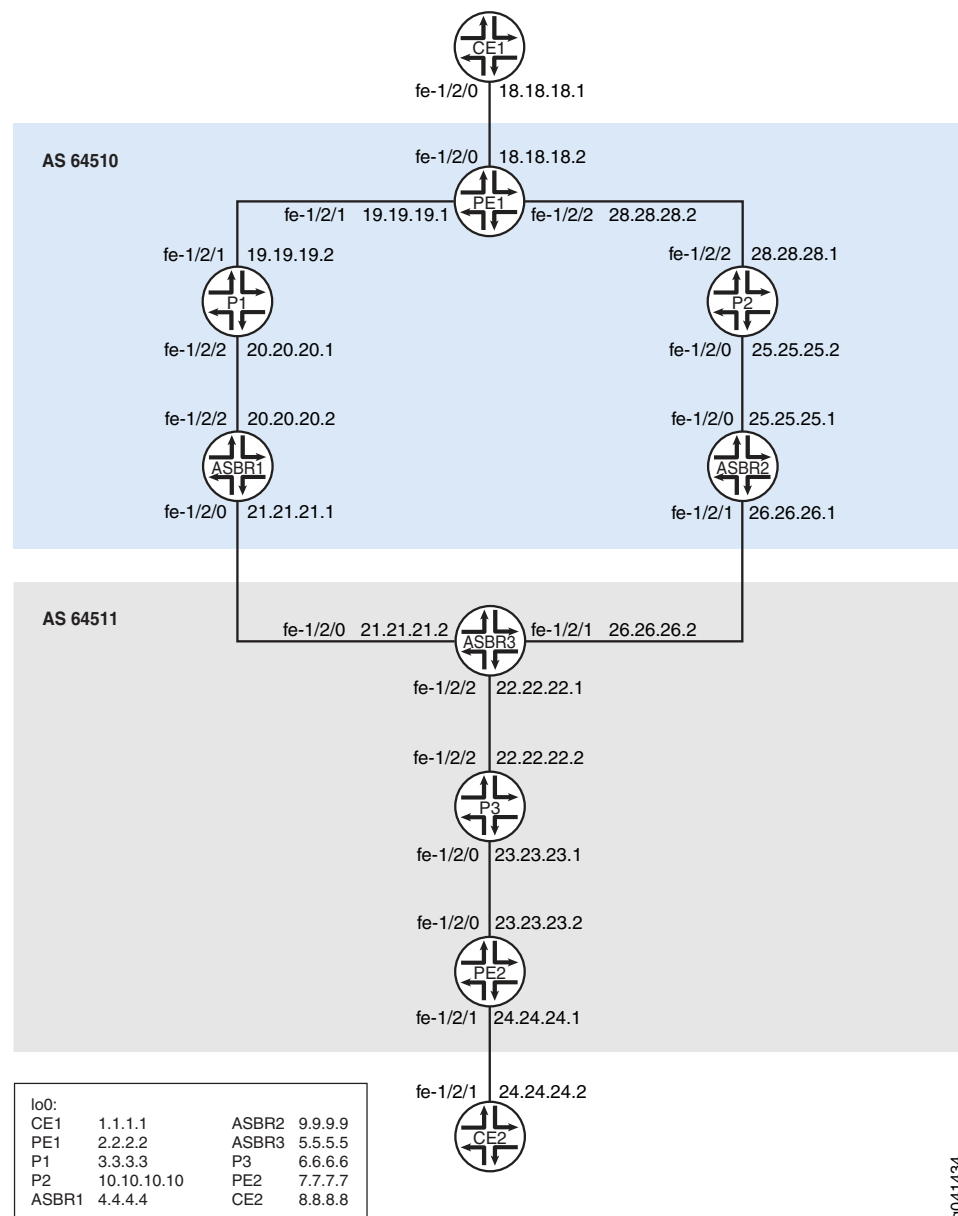 CE1
fe-1/2/0 18.18.18.1
AS 64510
fe-1/2/0 18.18.18.2
PE1
fe-1/2/1 19.19.19.1
fe-1/2/2 28.28.28.2
fe-1/2/1 19.19.19.2
fe-1/2/2 28.28.28.1
P1
P2
fe-1/2/2 20.20.20.1
fe-1/2/0 25.25.25.2
fe-1/2/2 20.20.20.2
fe-1/2/0 25.25.25.1
ASBR1
ASBR2
fe-1/2/0 21.21.21.1
fe-1/2/1 26.26.26.1
AS 64511
fe-1/2/0 21.21.21.2
ASBR3
fe-1/2/1 26.26.26.2
fe-1/2/2 22.22.22.1
fe-1/2/2 22.22.22.2
P3
fe-1/2/0 23.23.23.1
fe-1/2/0 23.23.23.2
PE2
fe-1/2/1 24.24.24.1
fe-1/2/1 24.24.24.2
CE2
lo0:
CE1 1.1.1.1 ASBR2 9.9.9.9
PE1 2.2.2.2 ASBR3 5.5.5.5
P1 3.3.3.3 P3 6.6.6.6
P2 10.10.10.10 PE2 7.7.7.7
ASBR1 4.4.4.4 CE2 8.8.8.8
g041434